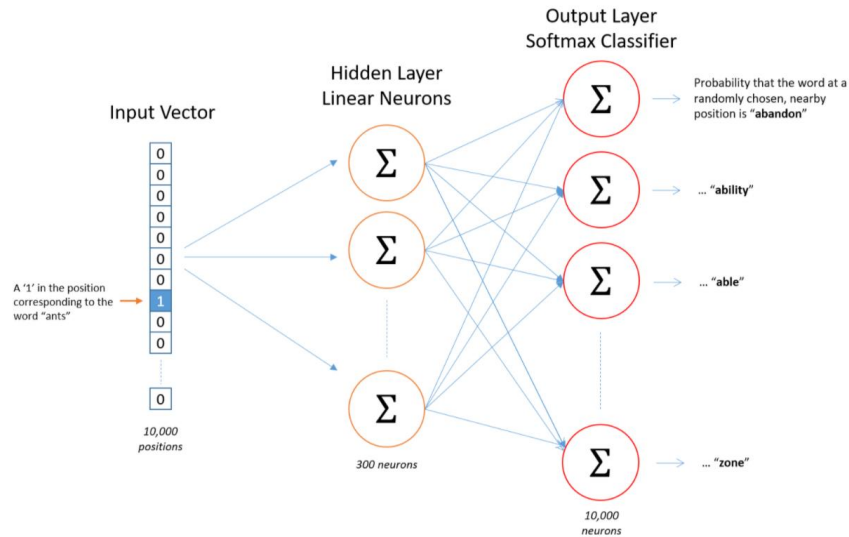 Output Layer
Softmax Classifier
Hidden Layer
Linear Neurons
Input Vector
0
0
0
0
0
0
0
1
0
0
0
A ‘1’ in the position
corresponding to the
word “ants”
10,000
positions
Σ
Σ
Σ
300 neurons
Σ
Σ
Σ
Σ
10,000
neurons
Probability that the word at a
randomly chosen, nearby
position is “abandon”
... “ability”
... “able”
... “zone”